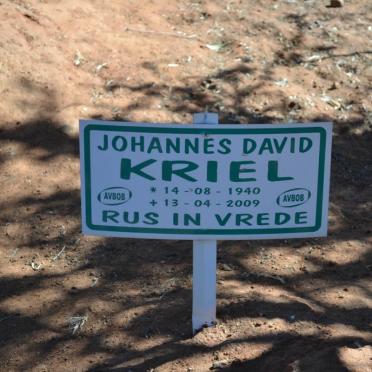 JOHANNES DAVID
KRIEL
* 14 - 08 - 1940
AVBOB + 13 - 04 - 2009 AVBOB
RUS IN VREDE